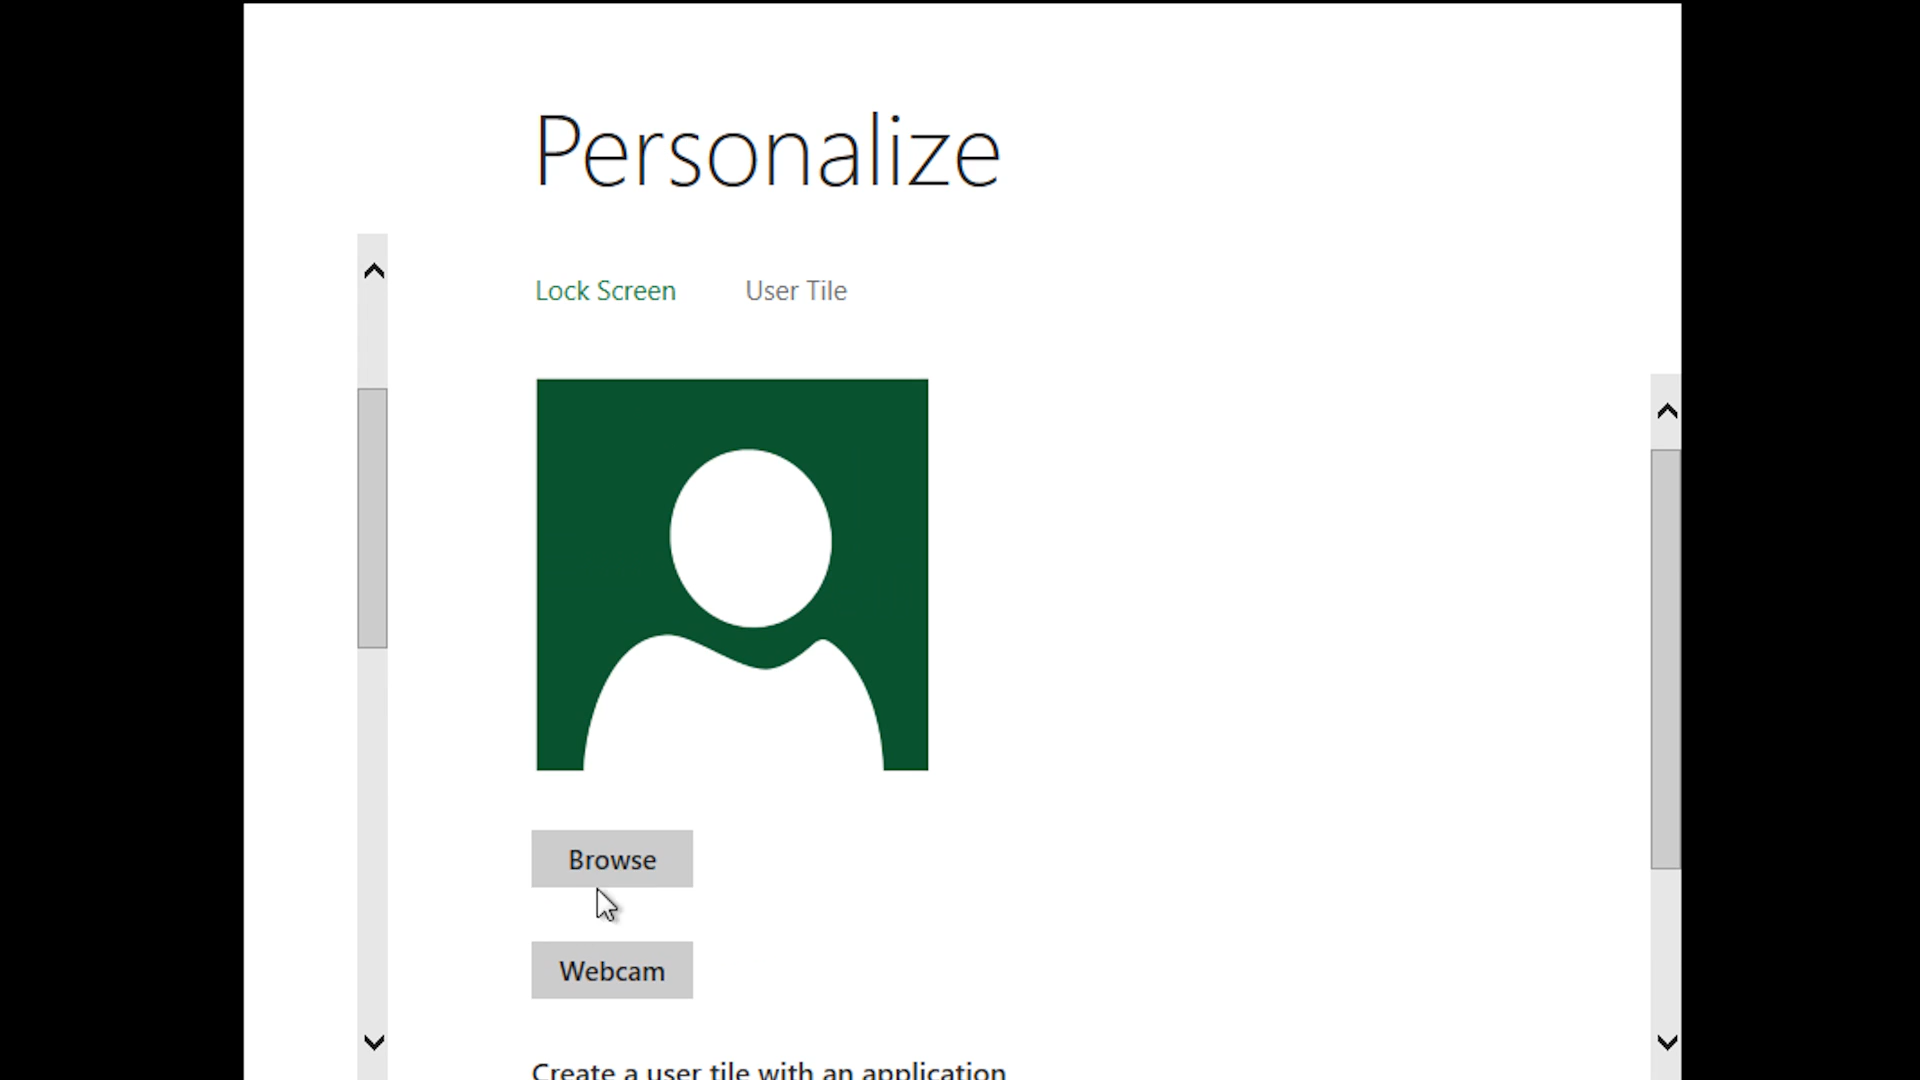 Personalize
Lock Screen User Tile
Browse
Webcam
Create a user tile with an application